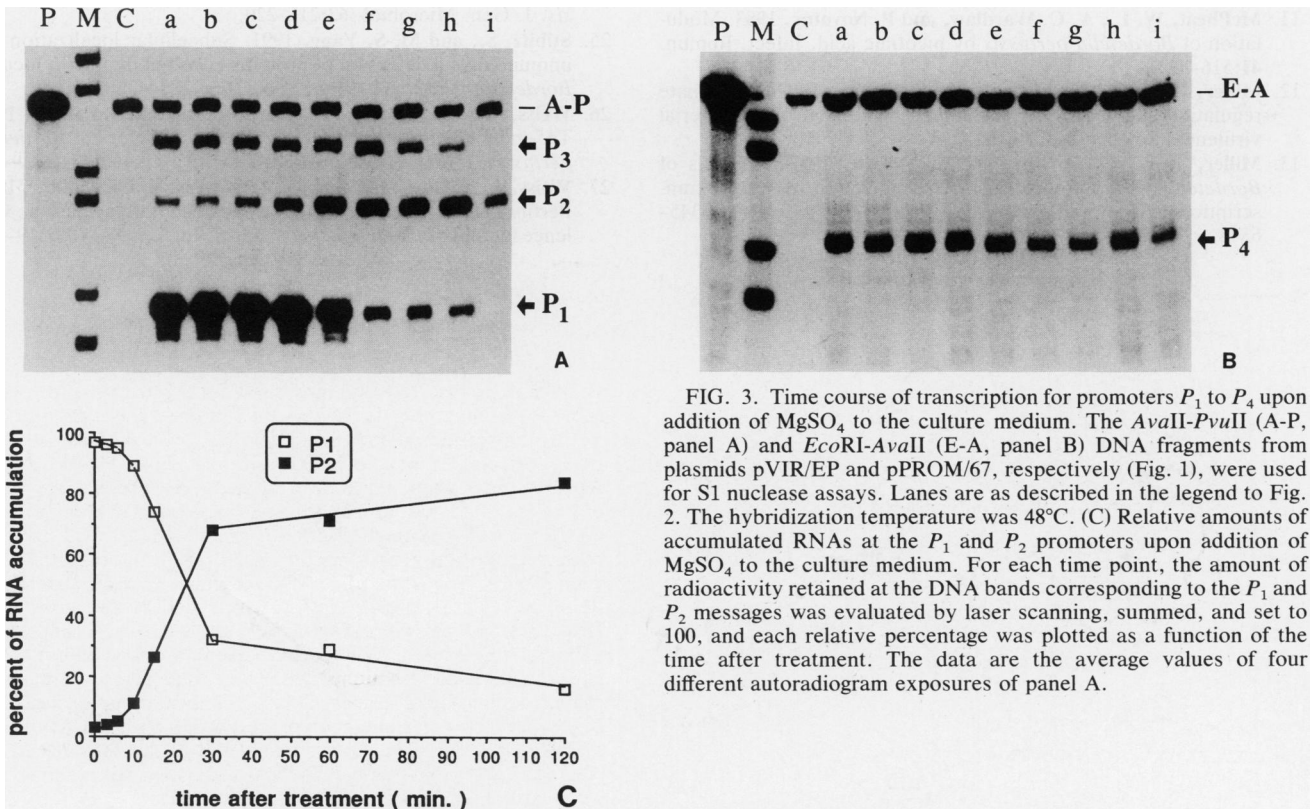 P M C a b c d e f g h i
A-P
P3
P2
P1
A
P M C a b c d e f g h i
E-A
P4
B
percent of RNA accumulation
100
80
60
40
20
0
P1
P2
0 10 20 30 40 50 60 70 80 90 100 110 120
time after treatment ( min. )
C
FIG. 3. Time course of transcription for promoters P1 to P4 upon
addition of MgSO4 to the culture medium. The AvaII-PvuII (A-P,
panel A) and EcoRI-AvaII (E-A, panel B) DNA fragments from
plasmids pVIR/EP and pPROM/67, respectively (Fig. 1), were used
for S1 nuclease assays. Lanes are as described in the legend to Fig.
2. The hybridization temperature was 48°C. (C) Relative amounts of
accumulated RNAs at the P1 and P2 promoters upon addition of
MgSO4 to the culture medium. For each time point, the amount of
radioactivity retained at the DNA bands corresponding to the P1 and
P2 messages was evaluated by laser scanning, summed, and set to
100, and each relative percentage was plotted as a function of the
time after treatment. The data are the average values of four
different autoradiogram exposures of panel A.